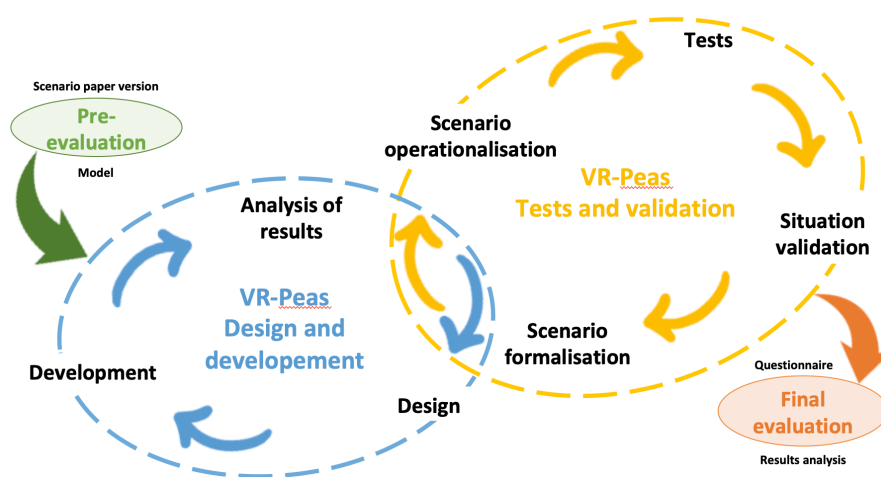 Scenario paper version
Pre-
evaluation
Model
Analysis of
results
VR-Peas
Design and
developement
Development
Design
Tests
Scenario
operationalisation
VR-Peas
Tests and validation
Situation
validation
Scenario
formalisation
Questionnaire
Final
evaluation
Results analysis